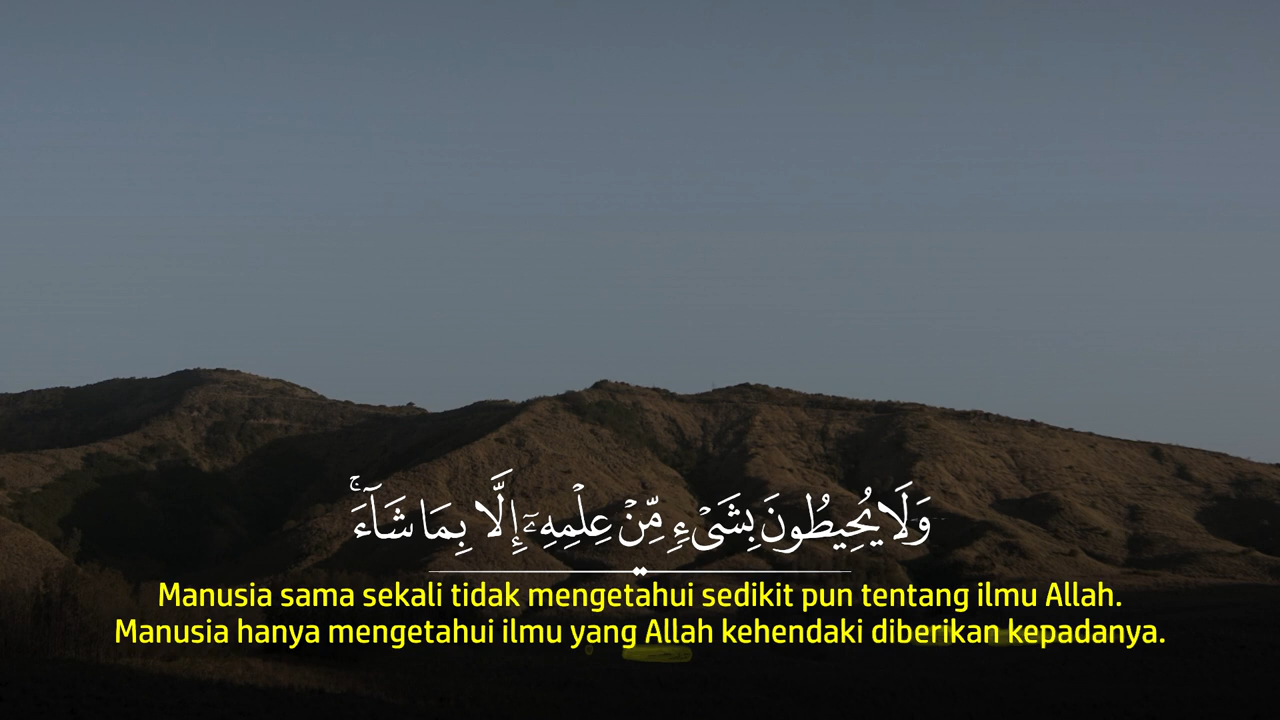 وَلَا يُحِيطُونَ بِشَىْءٍ مِّنْ عِلْمِهِۦٓ إِلَّا بِمَا شَآءَ ۚ
Manusia sama sekali tidak mengetahui sedikit pun tentang ilmu Allah.
Manusia hanya mengetahui ilmu yang Allah kehendaki diberikan kepadanya.